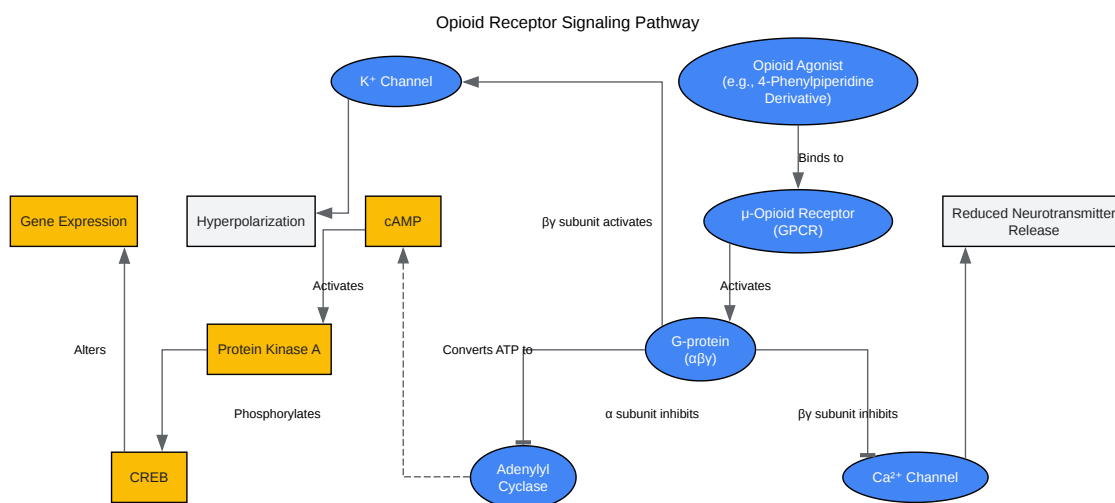 Opioid Receptor Signaling Pathway
K⁺ Channel
Opioid Agonist
(e.g., 4-Phenylpiperidine
Derivative)
Binds to
Gene Expression
Hyperpolarization
cAMP
βγ subunit activates
μ-Opioid Receptor
(GPCR)
Reduced Neurotransmitter
Release
Activates
Activates
Alters
Protein Kinase A
Converts ATP to
G-protein
(αβγ)
Phosphorylates
α subunit inhibits
βγ subunit inhibits
CREB
Adenylyl
Cyclase
Ca²⁺ Channel